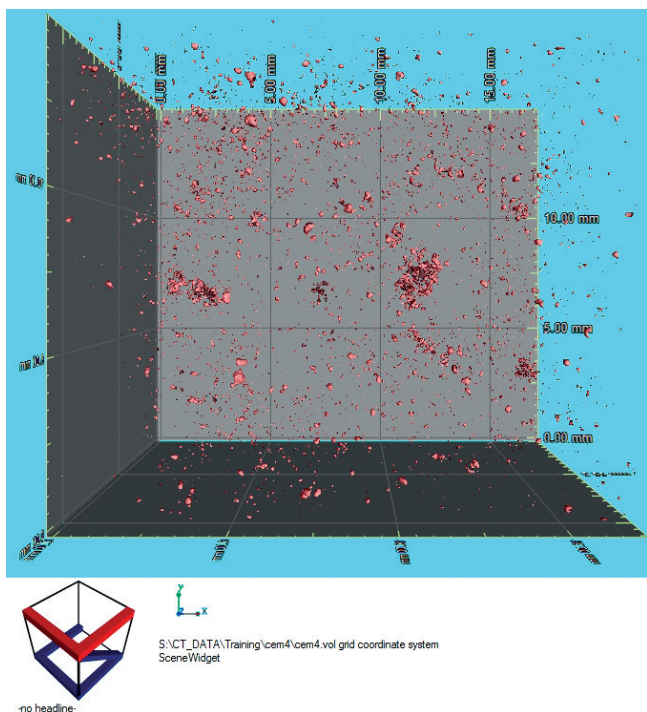 0.00 mm
5.00 mm
10.00 mm
15.00 mm
10.00 mm
5.00 mm
0.00 mm
y
z x
S:\CT_DATA\Training\cem4\cem4.vol grid coordinate system
SceneWidget
-no headline-